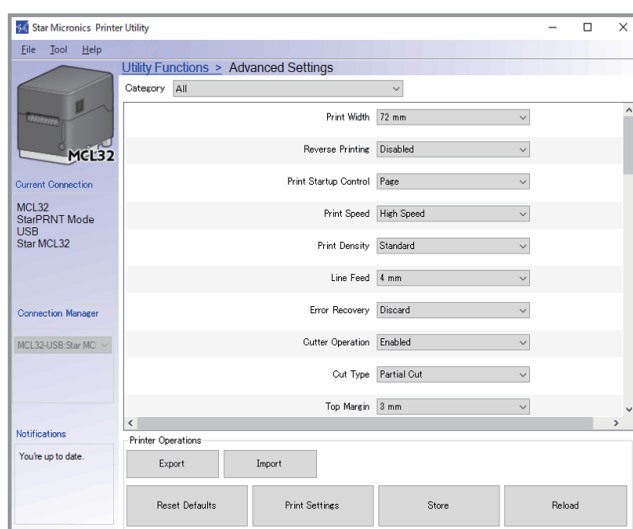 Star Micronics Printer Utility
File Tool Help
Utility Functions > Advanced Settings
Category All
MCL32
Current Connection
MCL32
StarPRNT Mode
USB
Star MCL32
Connection Manager
MCL32-USB:Star MC
Notifications
You're up to date.
Print Width 72 mm
Reverse Printing Disabled
Print Startup Control Page
Print Speed High Speed
Print Density Standard
Line Feed 4 mm
Error Recovery Discard
Cutter Operation Enabled
Cut Type Partial Cut
Top Margin 3 mm
Printer Operations
Export Import
Reset Defaults Print Settings Store Reload